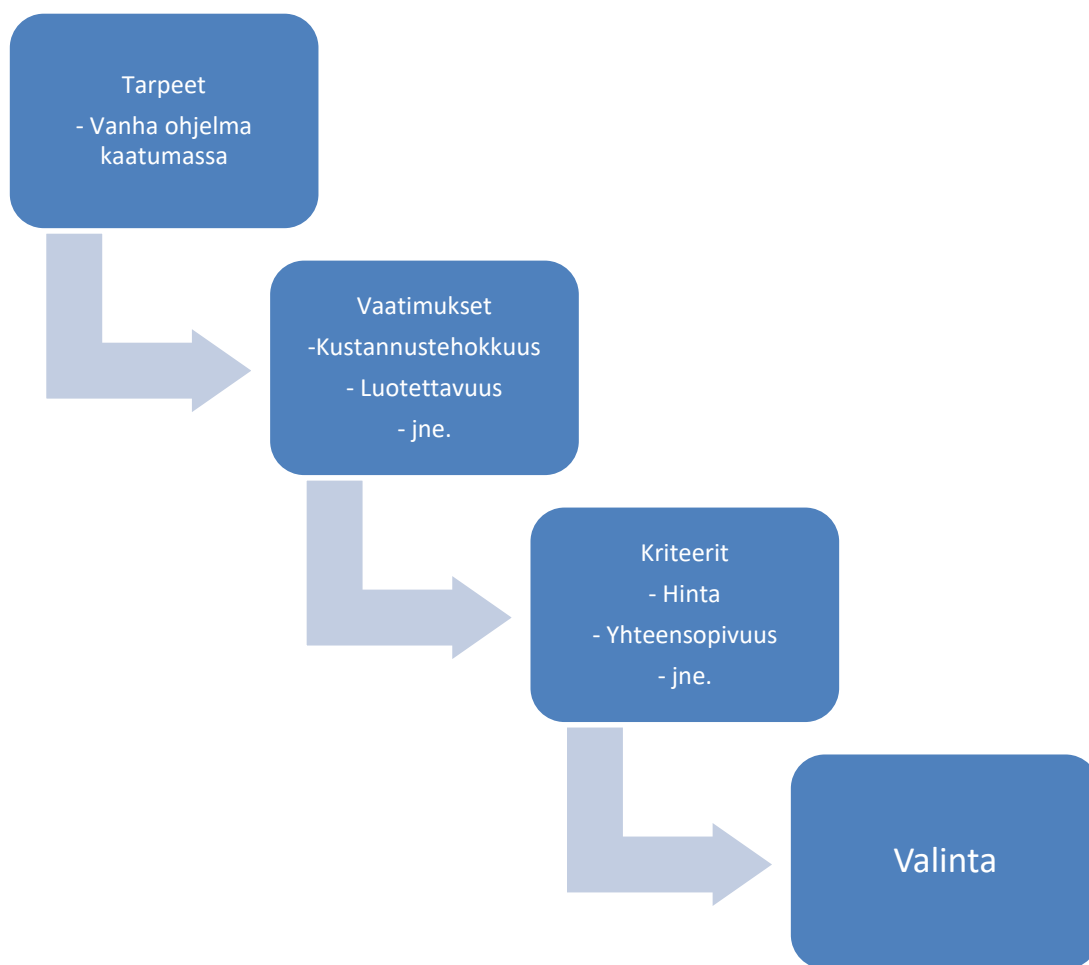 Tarpeet
- Vanha ohjelma
kaatumassa
Vaatimukset
-Kustannustehokkuus
- Luotettavuus
- jne.
Kriteerit
- Hinta
- Yhteensopivuus
- jne.
Valinta